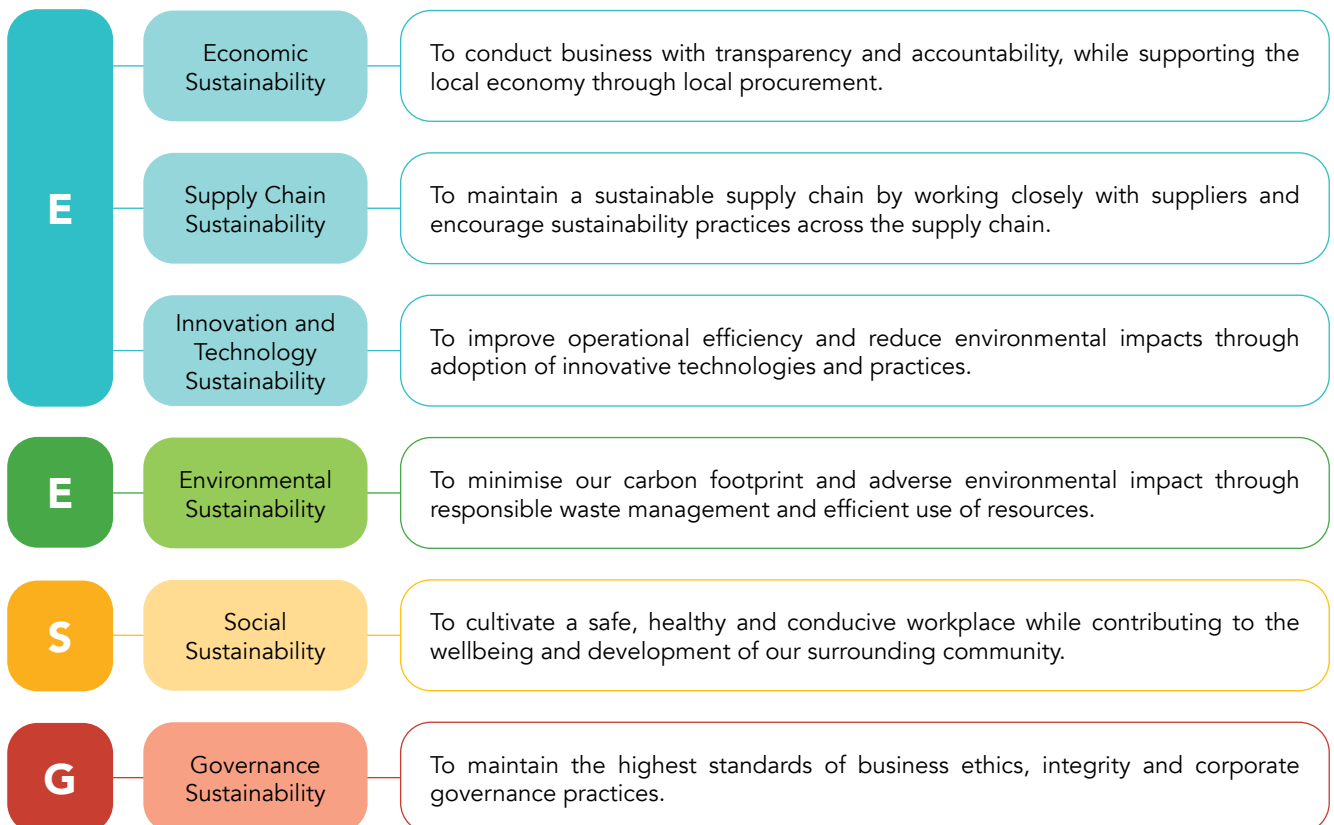 E
Economic
Sustainability
To conduct business with transparency and accountability, while supporting the
local economy through local procurement.
Supply Chain
Sustainability
To maintain a sustainable supply chain by working closely with suppliers and
encourage sustainability practices across the supply chain.
Innovation and
Technology
Sustainability
To improve operational efficiency and reduce environmental impacts through
adoption of innovative technologies and practices.
E
Environmental
Sustainability
To minimise our carbon footprint and adverse environmental impact through
responsible waste management and efficient use of resources.
S
Social
Sustainability
To cultivate a safe, healthy and conducive workplace while contributing to the
wellbeing and development of our surrounding community.
G
Governance
Sustainability
To maintain the highest standards of business ethics, integrity and corporate
governance practices.